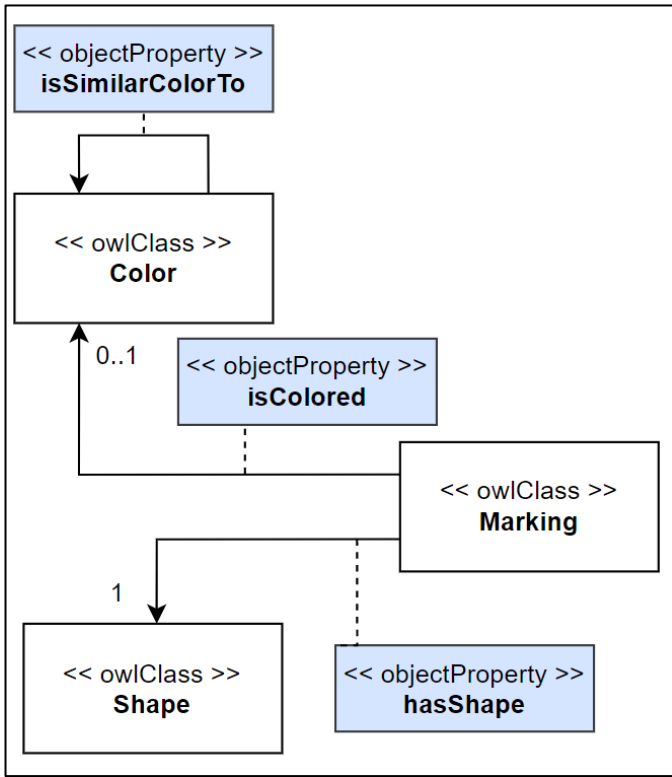 << objectProperty >>
isSimilarColorTo
<< owlClass >>
Color
0..1
<< objectProperty >>
isColored
<< owlClass >>
Marking
1
<< owlClass >>
Shape
<< objectProperty >>
hasShape